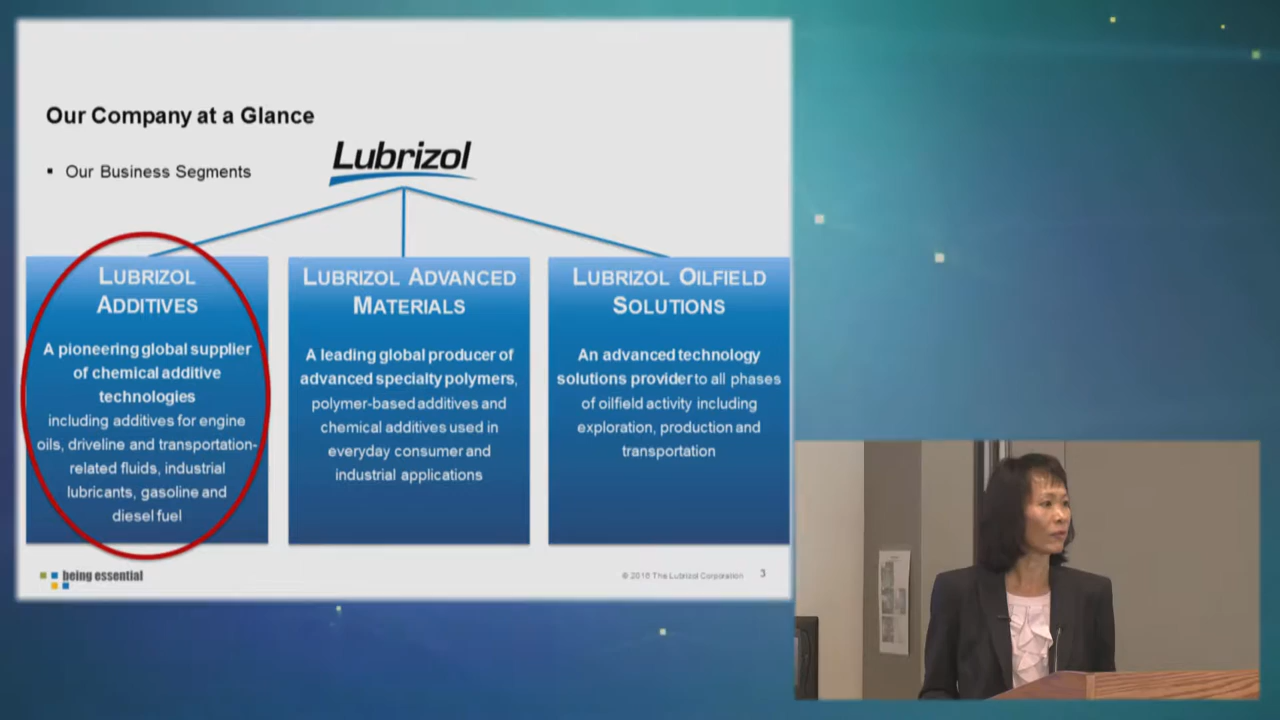 Our Company at a Glance
▪ Our Business Segments
Lubrizol
LUBRIZOL
ADDITIVES
A pioneering global supplier
of chemical additive
technologies
including additives for engine
oils, driveline and transportation-
related fluids, industrial
lubricants, gasoline and
diesel fuel
LUBRIZOL ADVANCED
MATERIALS
A leading global producer of
advanced specialty polymers,
polymer-based additives and
chemical additives used in
everyday consumer and
industrial applications
LUBRIZOL OILFIELD
SOLUTIONS
An advanced technology
solutions provider to all phases
of oilfield activity including
exploration, production and
transportation
being essential
© 2016 The Lubrizol Corporation 3